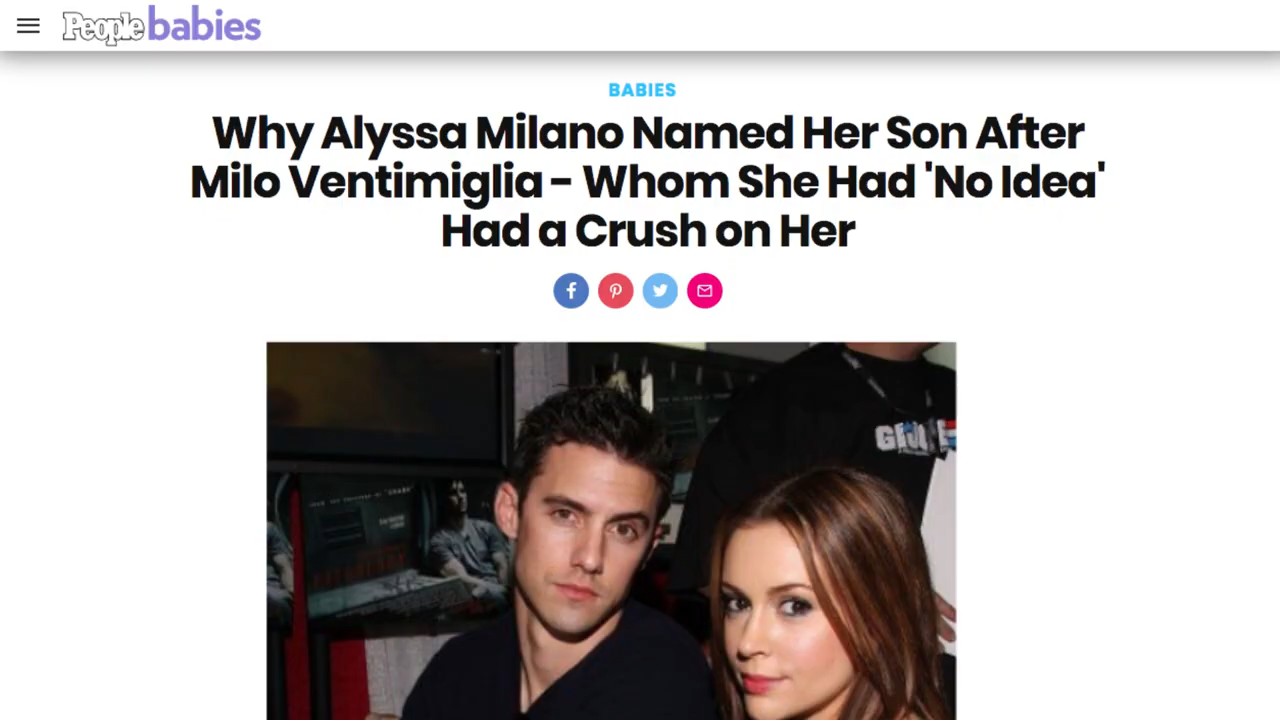 People babies
BABIES
Why Alyssa Milano Named Her Son After
Milo Ventimiglia – Whom She Had 'No Idea'
Had a Crush on Her